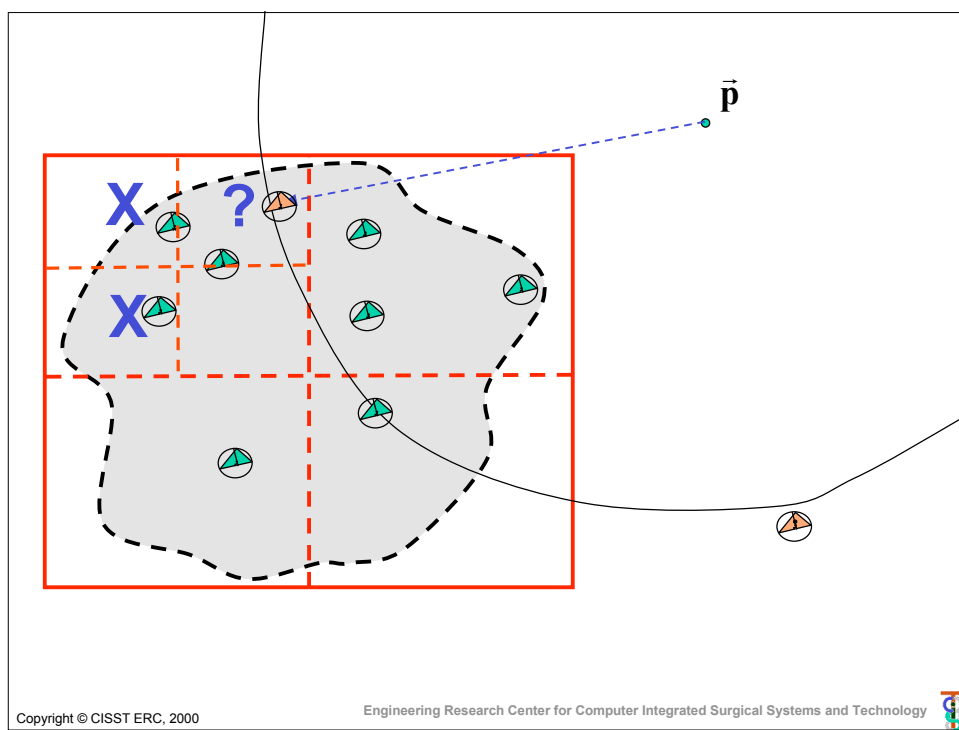 p⃗
X ?
X
Copyright © CISST ERC, 2000
Engineering Research Center for Computer Integrated Surgical Systems and Technology